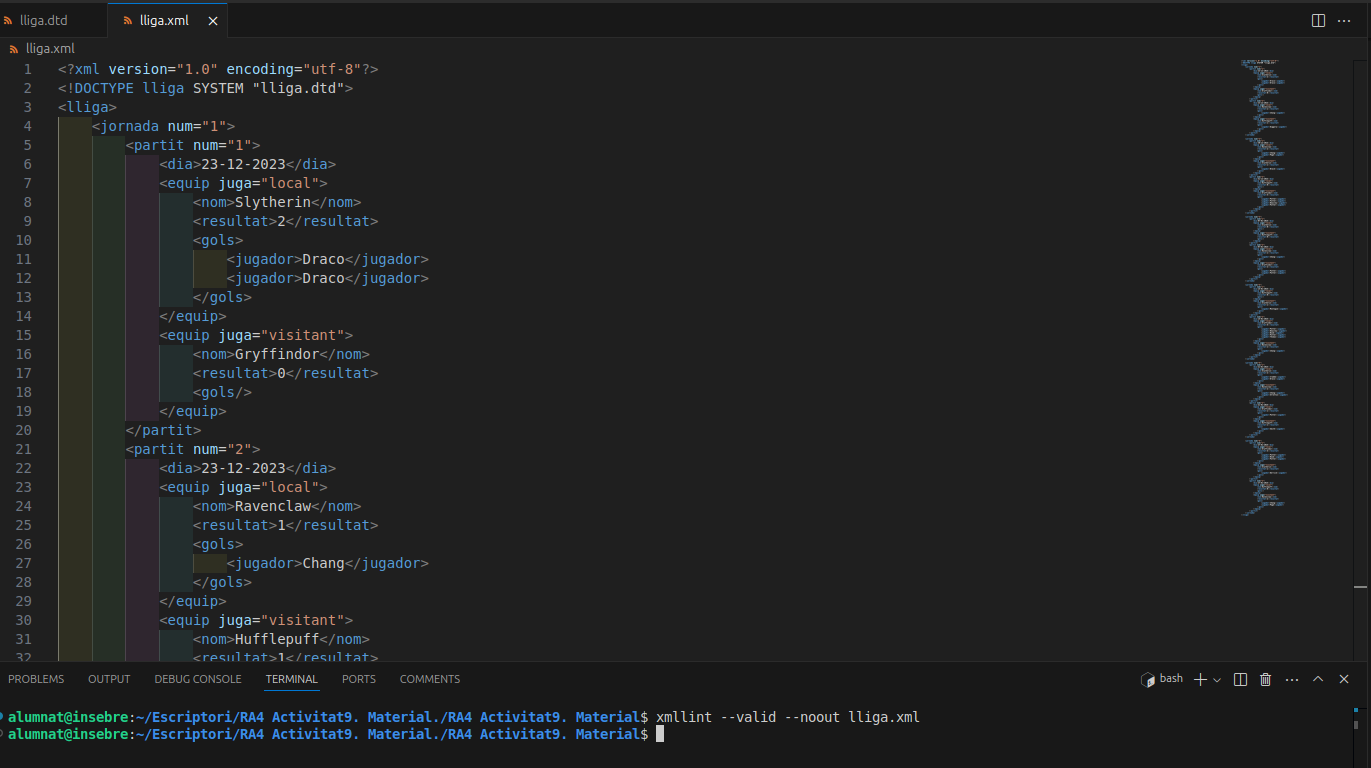 lliga.dtd
lliga.xml
lliga.xml
1 <?xml version="1.0" encoding="utf-8"?>
2 <!DOCTYPE lliga SYSTEM "lliga.dtd">
3 <lliga>
4 <jornada num="1">
5 <partit num="1">
6 <dia>23-12-2023</dia>
7 <equip juga="local">
8 <nom>Slytherin</nom>
9 <resultat>2</resultat>
10 <gols>
11 <jugador>Draco</jugador>
12 <jugador>Draco</jugador>
13 </gols>
14 </equip>
15 <equip juga="visitant">
16 <nom>Gryffindor</nom>
17 <resultat>0</resultat>
18 <gols/>
19 </equip>
20 </partit>
21 <partit num="2">
22 <dia>23-12-2023</dia>
23 <equip juga="local">
24 <nom>Ravenclaw</nom>
25 <resultat>1</resultat>
26 <gols>
27 <jugador>Chang</jugador>
28 </gols>
29 </equip>
30 <equip juga="visitant">
31 <nom>Hufflepuff</nom>
32 <resultat>1</resultat>
PROBLEMS OUTPUT DEBUG CONSOLE TERMINAL PORTS COMMENTS bash
alumnat@insebre:~/Escriptori/RA4 Activitat9. Material./RA4 Activitat9. Material$ xmllint --valid --noout lliga.xml
alumnat@insebre:~/Escriptori/RA4 Activitat9. Material./RA4 Activitat9. Material$